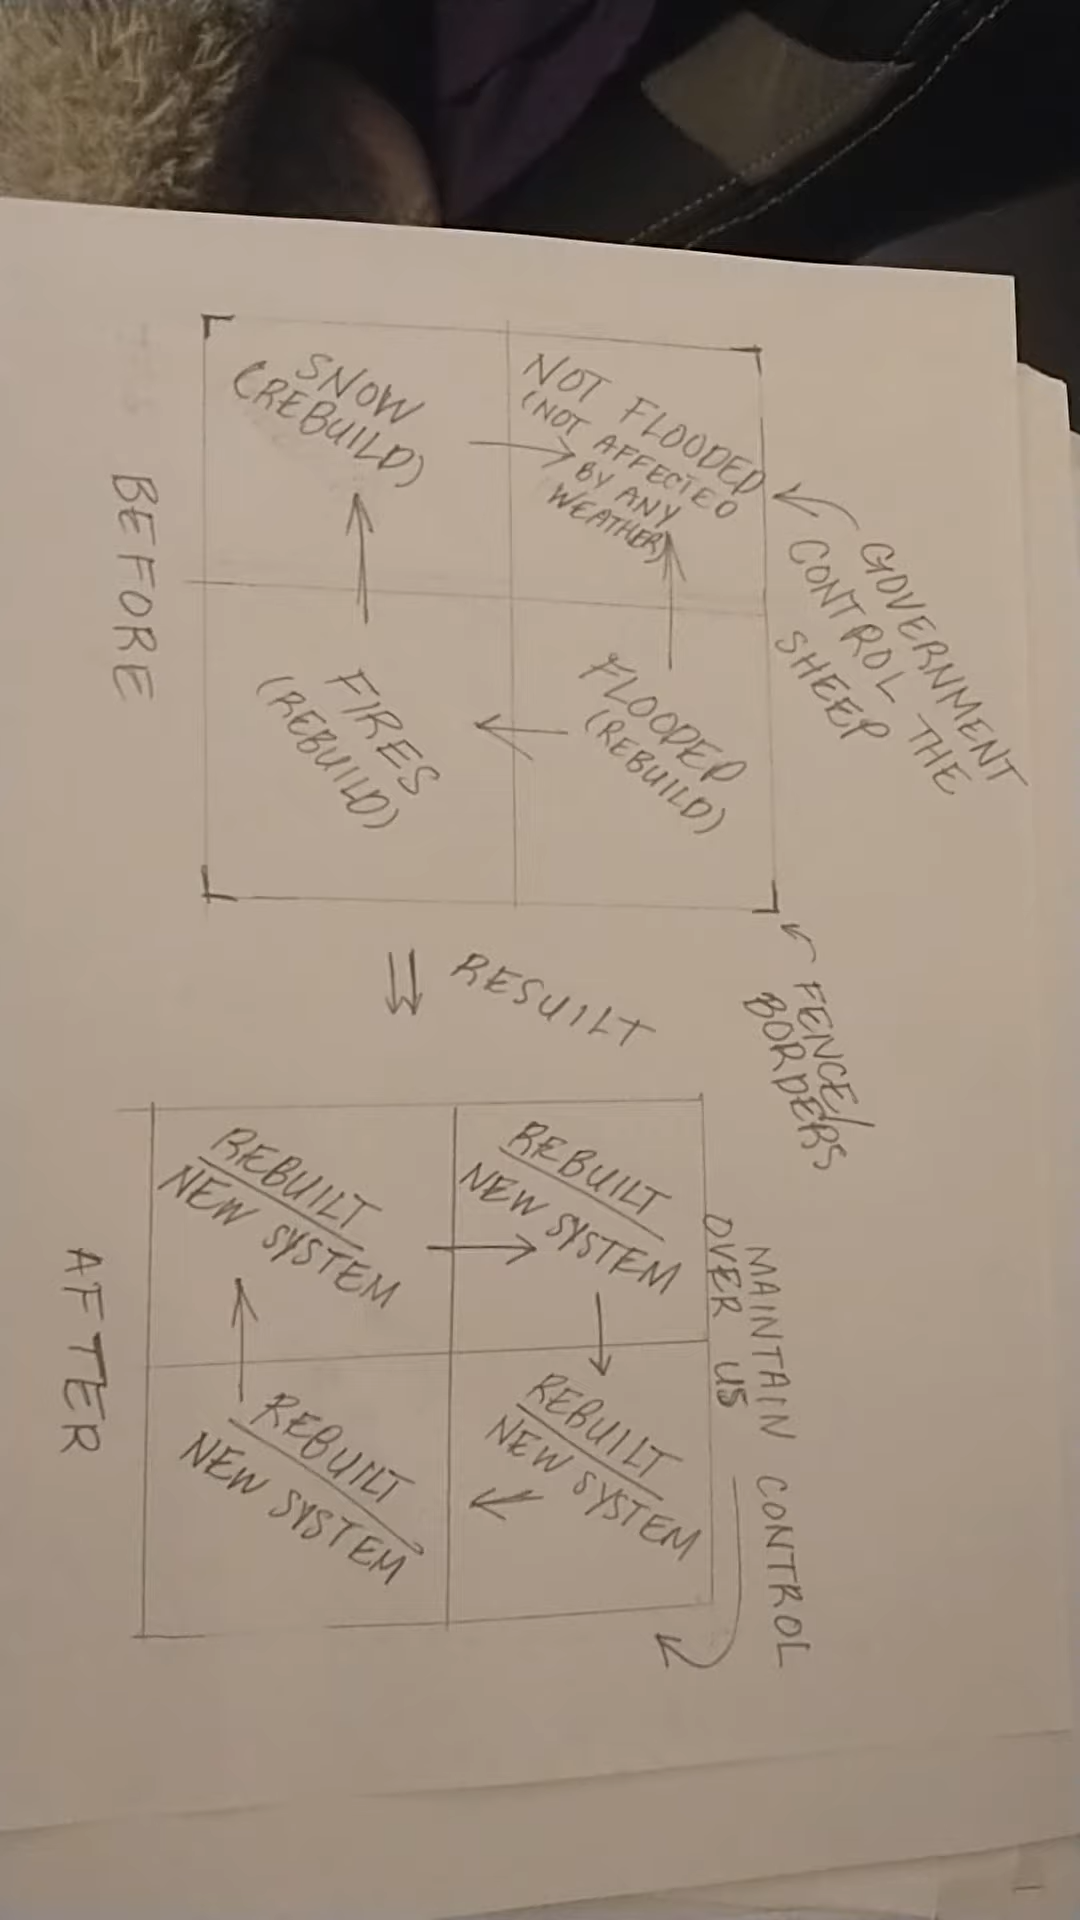 SNOW
(REBUILD)
NOT FLOODED
(NOT AFFECTED
BY ANY
WEATHER)
GOVERNMENT
CONTROL THE
SHEEP
BEFORE
FIRES
(REBUILD)
FLOODED
(REBUILD)
FENCE/
BORDERS
RESUILT
REBUILT
NEW SYSTEM
REBUILT
NEW SYSTEM
MAINTAIN CONTROL
OVER US
AFTER
REBUILT
NEW SYSTEM
REBUILT
NEW SYSTEM